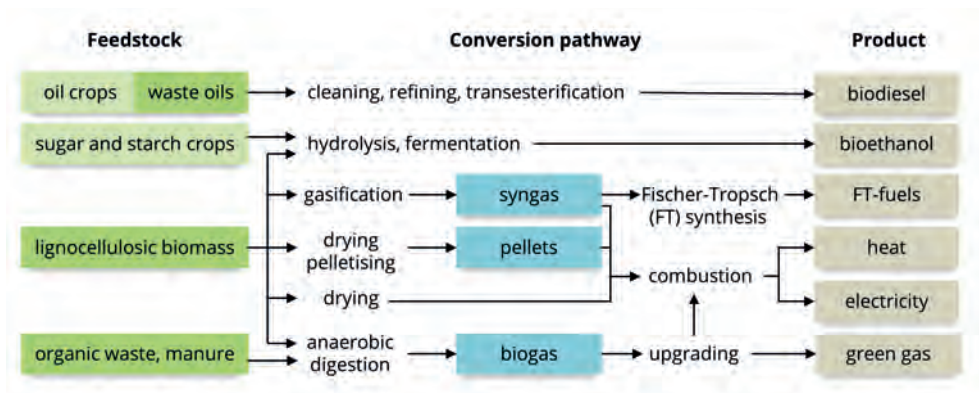 Feedstock
Conversion pathway
Product
oil crops
waste oils
cleaning, refining, transesterification
biodiesel
sugar and starch crops
hydrolysis, fermentation
bioethanol
gasification
syngas
Fischer-Tropsch
(FT) synthesis
FT-fuels
lignocellulosic biomass
drying
pelletising
pellets
heat
combustion
drying
electricity
organic waste, manure
anaerobic
digestion
biogas
upgrading
green gas